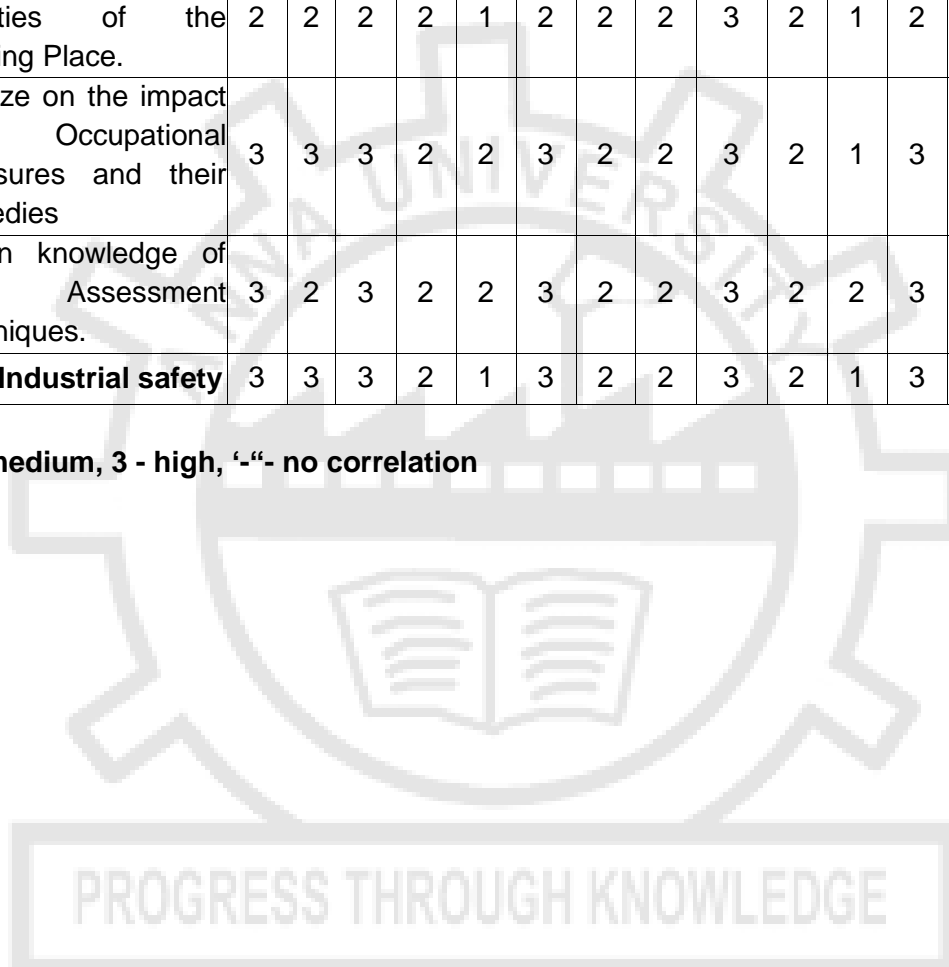 ties of the 2 2 2 2 1 2 2 2 3 2 1 2
ing Place.
ze on the impact
Occupational
sures and their 3 3 3 2 2 3 2 2 3 2 1 3
edies
n knowledge of
Assessment 3 2 3 2 2 3 2 2 3 2 2 3
niques.
Industrial safety 3 3 3 2 1 3 2 2 3 2 1 3
medium, 3 - high, ‘-“- no correlation
ANNA UNIVERSITY
PROGRESS THROUGH KNOWLEDGE